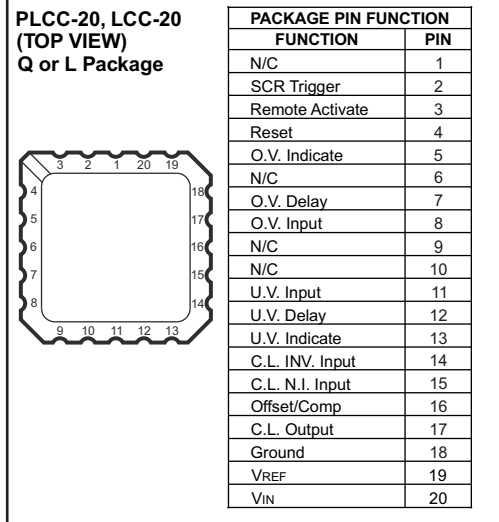 PLCC-20, LCC-20
(TOP VIEW)
Q or L Package
3 2 1 20 19
4
5
6
7
8
18
17
16
15
14
9 10 11 12 13
PACKAGE PIN FUNCTION
FUNCTION PIN
N/C 1
SCR Trigger 2
Remote Activate 3
Reset 4
O.V. Indicate 5
N/C 6
O.V. Delay 7
O.V. Input 8
N/C 9
N/C 10
U.V. Input 11
U.V. Delay 12
U.V. Indicate 13
C.L. INV. Input 14
C.L. N.I. Input 15
Offset/Comp 16
C.L. Output 17
Ground 18
VREF 19
VIN 20